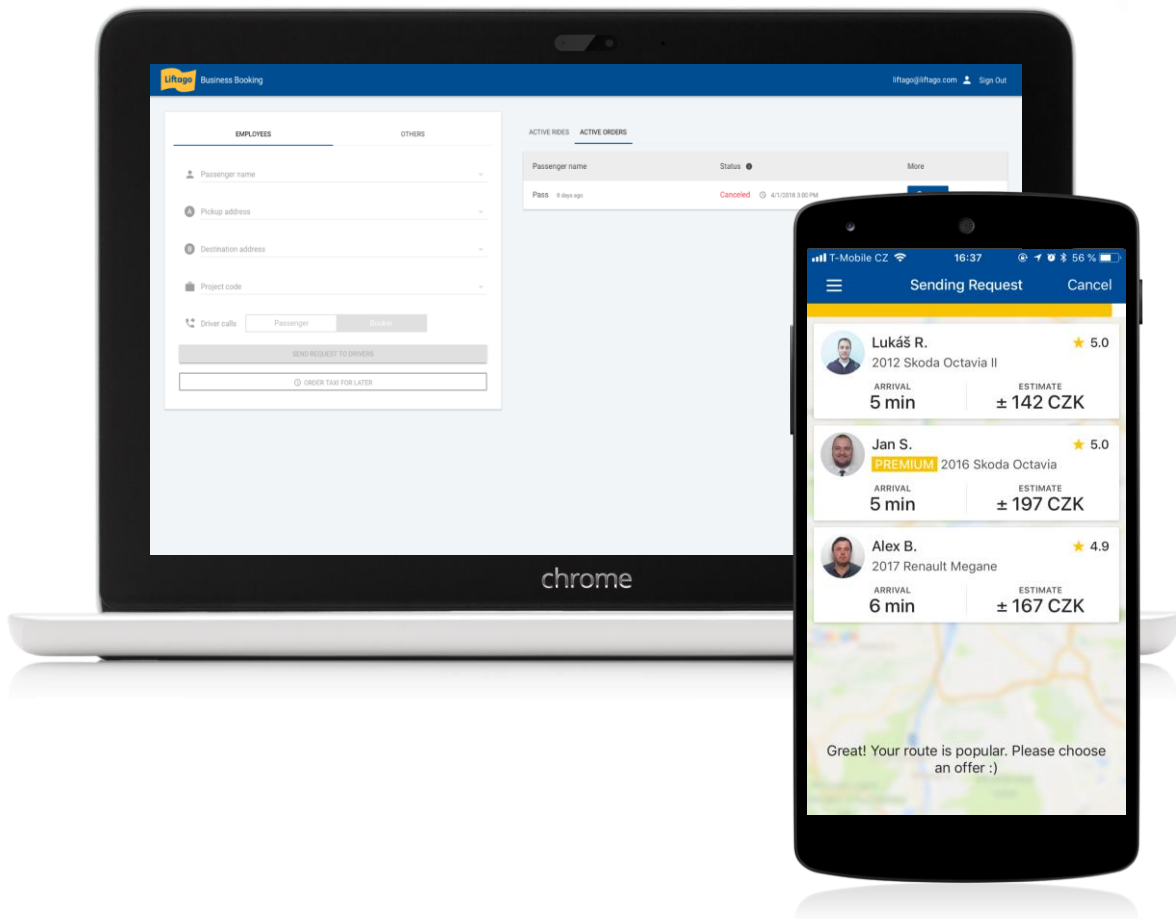 Liftago Business Booking
liftago@liftago.com Sign Out
EMPLOYEES OTHERS
Passenger name
A Pickup address
B Destination address
Project code
Driver calls Passenger Booker
SEND REQUEST TO DRIVERS
ORDER TAXI FOR LATER
ACTIVE RIDES ACTIVE ORDERS
Passenger name Status More
Pass 8 days ago Canceled 4/1/2018 3:00 PM
chrome
T-Mobile CZ 16:37 56 %
Sending Request Cancel
Lukáš R. 5.0
2012 Skoda Octavia II
ARRIVAL ESTIMATE
5 min ± 142 CZK
Jan S. 5.0
PREMIUM 2016 Skoda Octavia
ARRIVAL ESTIMATE
5 min ± 197 CZK
Alex B. 4.9
2017 Renault Megane
ARRIVAL ESTIMATE
6 min ± 167 CZK
Great! Your route is popular. Please choose
an offer :)